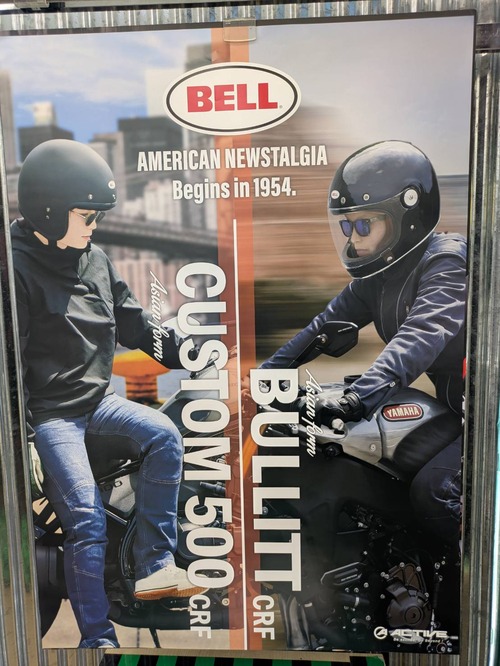 BELL
AMERICAN NEWSTALGIA
Begins in 1954.
Asian form
CUSTOM 500 CRF
Asian form
BULLITT CRF
YAMAHA
ACTIVE